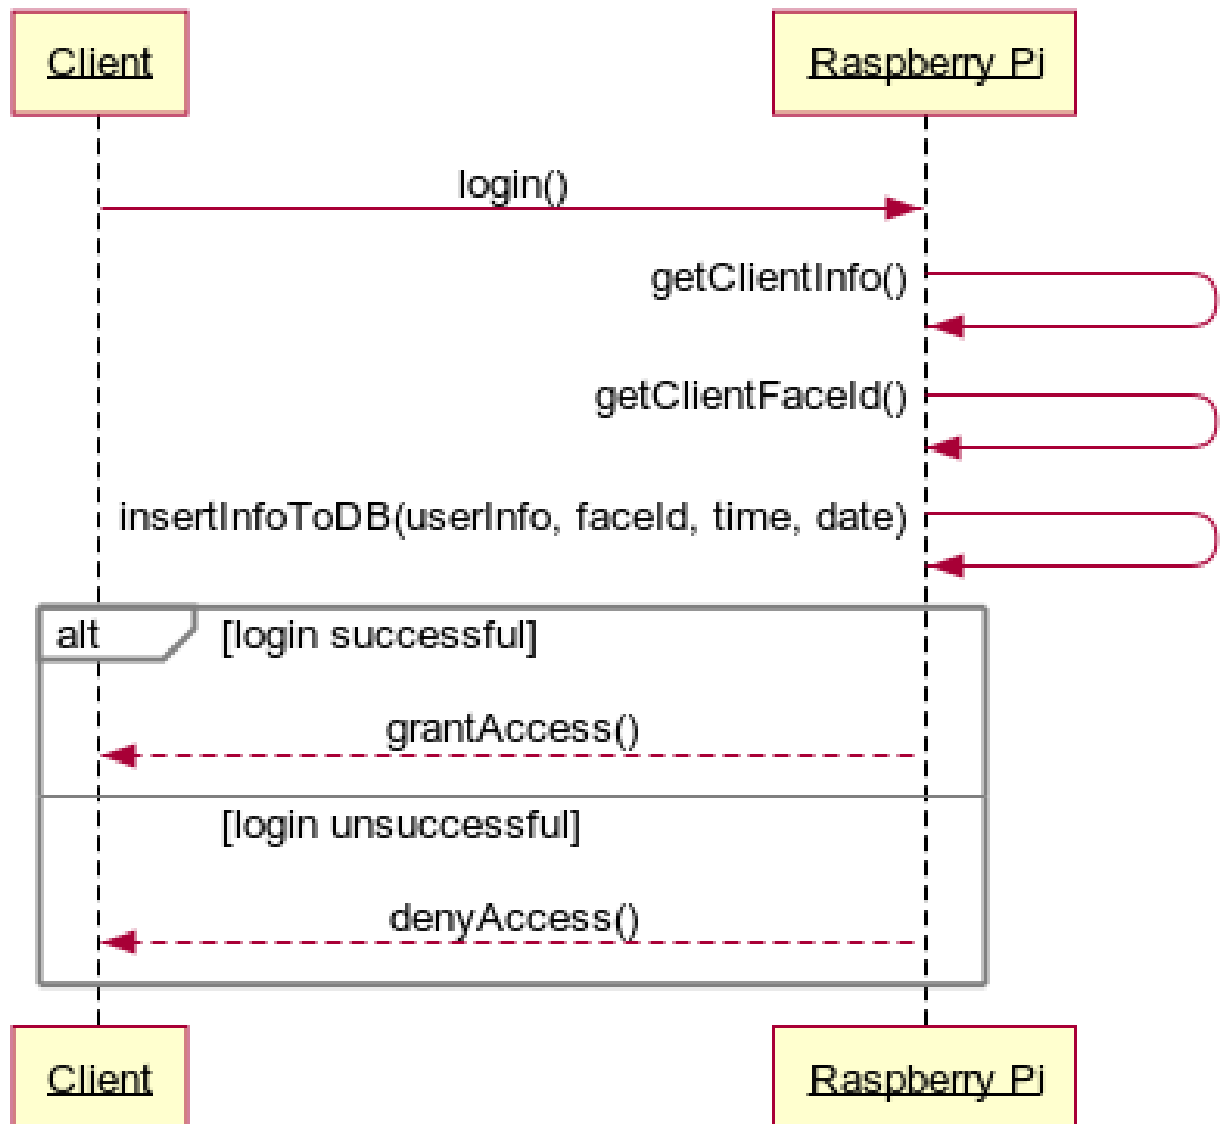 Client
Raspberry Pi
login()
getClientInfo()
getClientFaceId()
insertInfoToDB(userInfo, faceId, time, date)
alt [login successful]
grantAccess()
[login unsuccessful]
denyAccess()
Client
Raspberry Pi